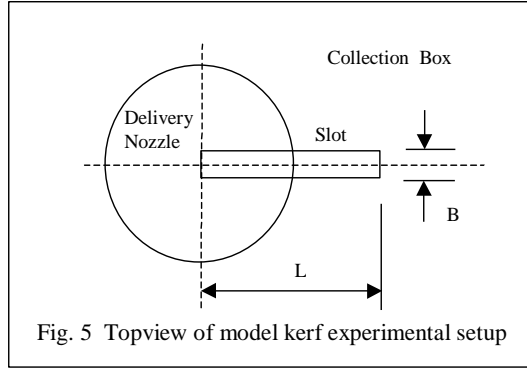 Collection Box
Delivery
Nozzle
Slot
B
L
Fig. 5 Topview of model kerf experimental setup